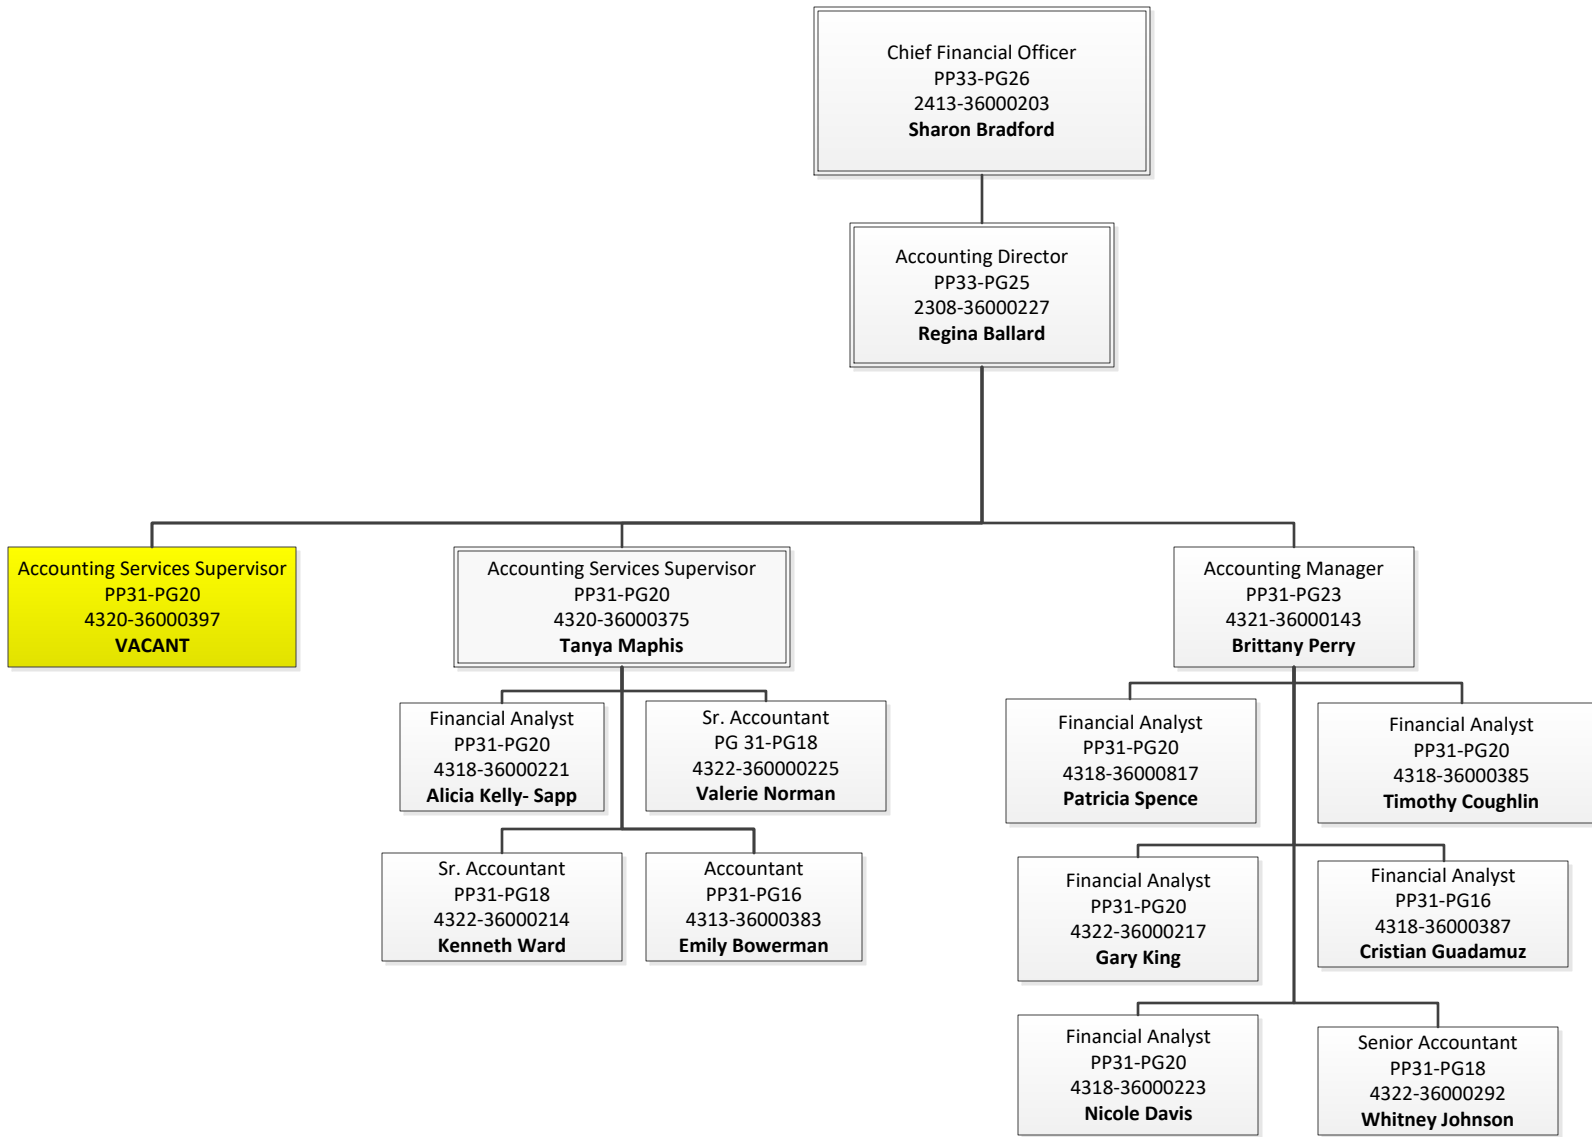 Chief Financial Officer
PP33-PG26
2413-36000203
Sharon Bradford
Accounting Director
PP33-PG25
2308-36000227
Regina Ballard
Accounting Services Supervisor
PP31-PG20
4320-36000397
VACANT
Accounting Services Supervisor
PP31-PG20
4320-36000375
Tanya Maphis
Accounting Manager
PP31-PG23
4321-36000143
Brittany Perry
Financial Analyst
PP31-PG20
4318-36000221
Alicia Kelly- Sapp
Sr. Accountant
PG 31-PG18
4322-360000225
Valerie Norman
Financial Analyst
PP31-PG20
4318-36000817
Patricia Spence
Financial Analyst
PP31-PG20
4318-36000385
Timothy Coughlin
Sr. Accountant
PP31-PG18
4322-36000214
Kenneth Ward
Accountant
PP31-PG16
4313-36000383
Emily Bowerman
Financial Analyst
PP31-PG20
4322-36000217
Gary King
Financial Analyst
PP31-PG16
4318-36000387
Cristian Guadamuz
Financial Analyst
PP31-PG20
4318-36000223
Nicole Davis
Senior Accountant
PP31-PG18
4322-36000292
Whitney Johnson